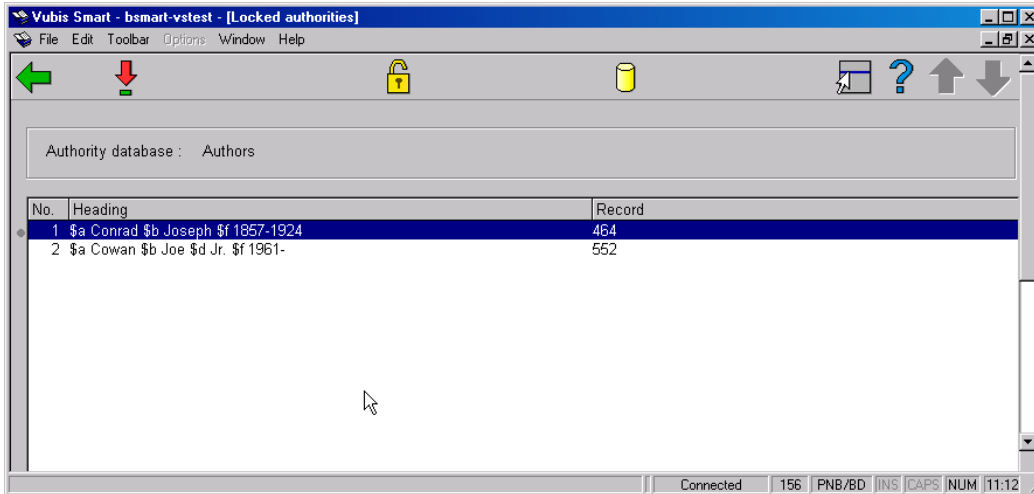 Vubis Smart - bsmart-vstest - [Locked authorities]
File Edit Toolbar Options Window Help
Authority database : Authors
No. Heading Record
1 $a Conrad $b Joseph $f 1857-1924 464
2 $a Cowan $b Joe $d Jr. $f 1961- 552
Connected 156 PNB/BD INS CAPS NUM 11:12